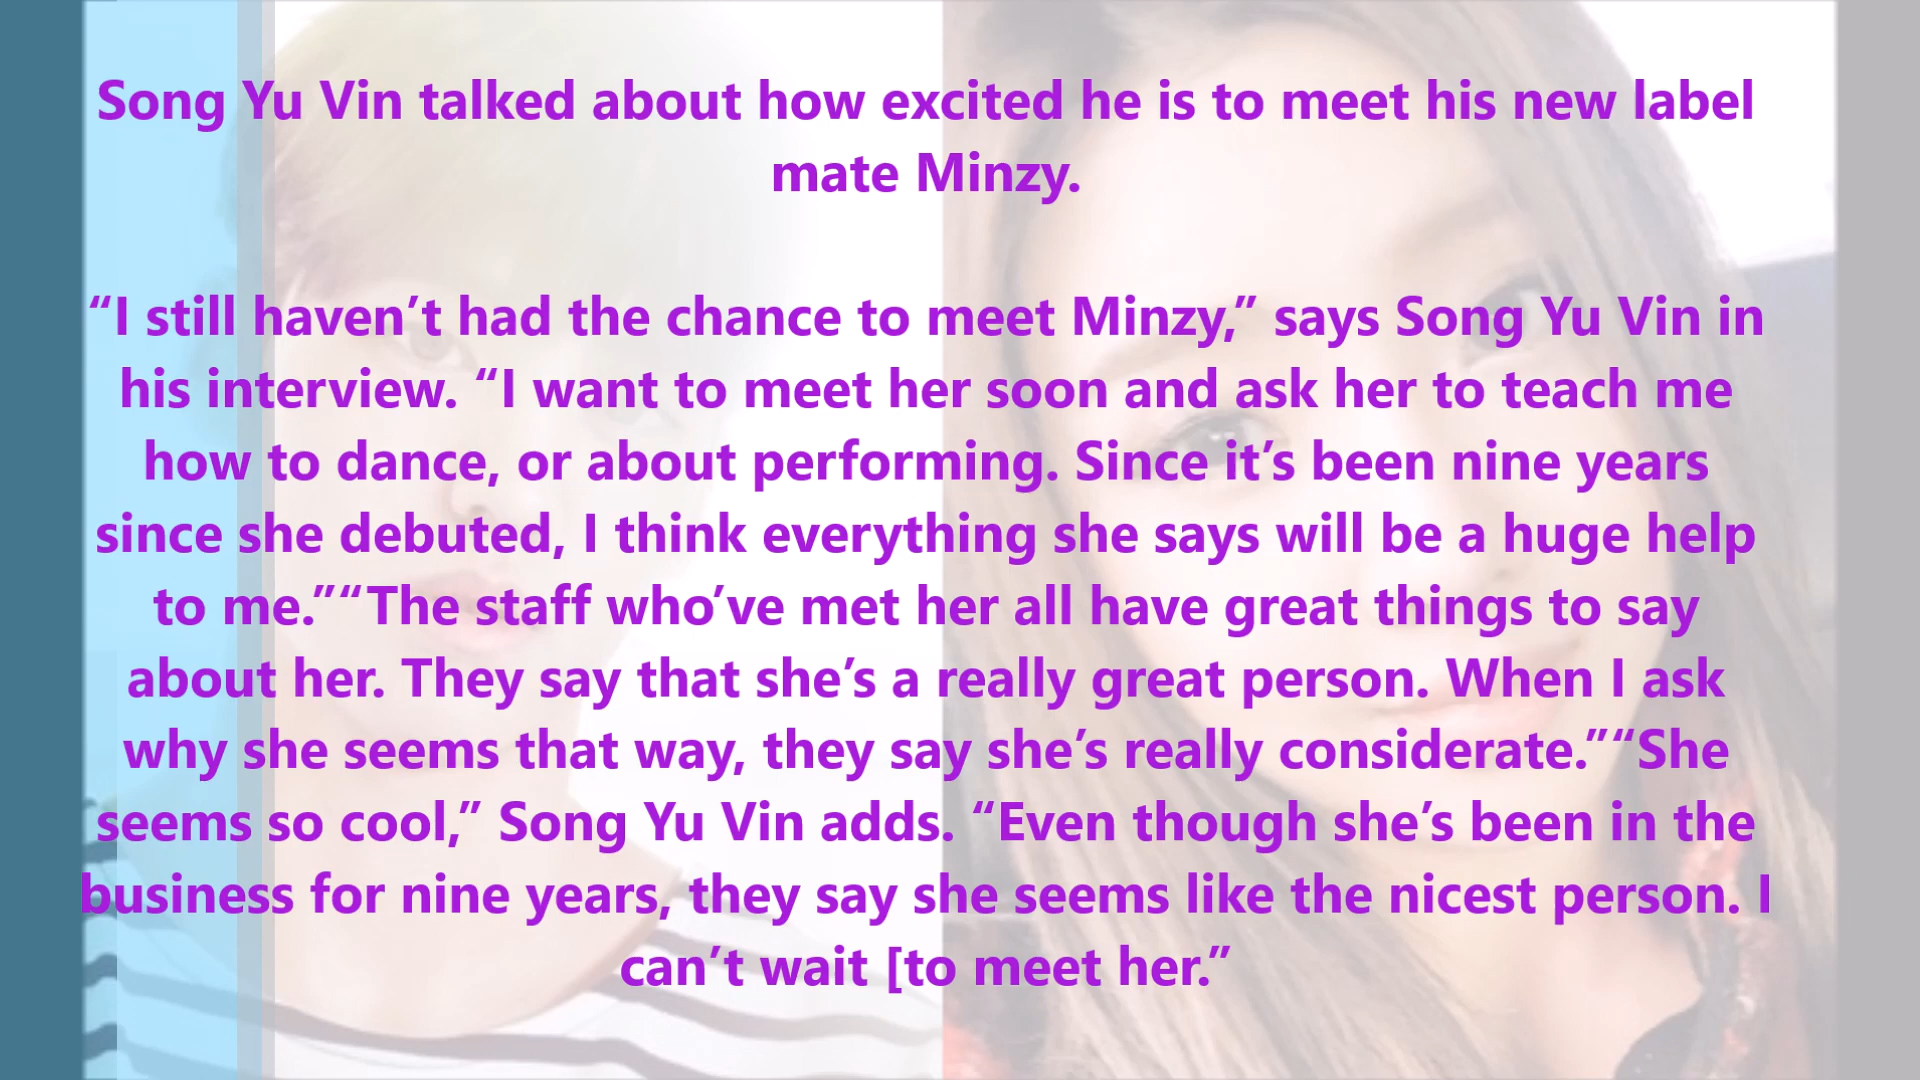 Song Yu Vin talked about how excited he is to meet his new label
mate Minzy.
“I still haven’t had the chance to meet Minzy,” says Song Yu Vin in
his interview. “I want to meet her soon and ask her to teach me
how to dance, or about performing. Since it’s been nine years
since she debuted, I think everything she says will be a huge help
to me.”“The staff who’ve met her all have great things to say
about her. They say that she’s a really great person. When I ask
why she seems that way, they say she’s really considerate.”“She
seems so cool,” Song Yu Vin adds. “Even though she’s been in the
business for nine years, they say she seems like the nicest person. I
can’t wait [to meet her.”